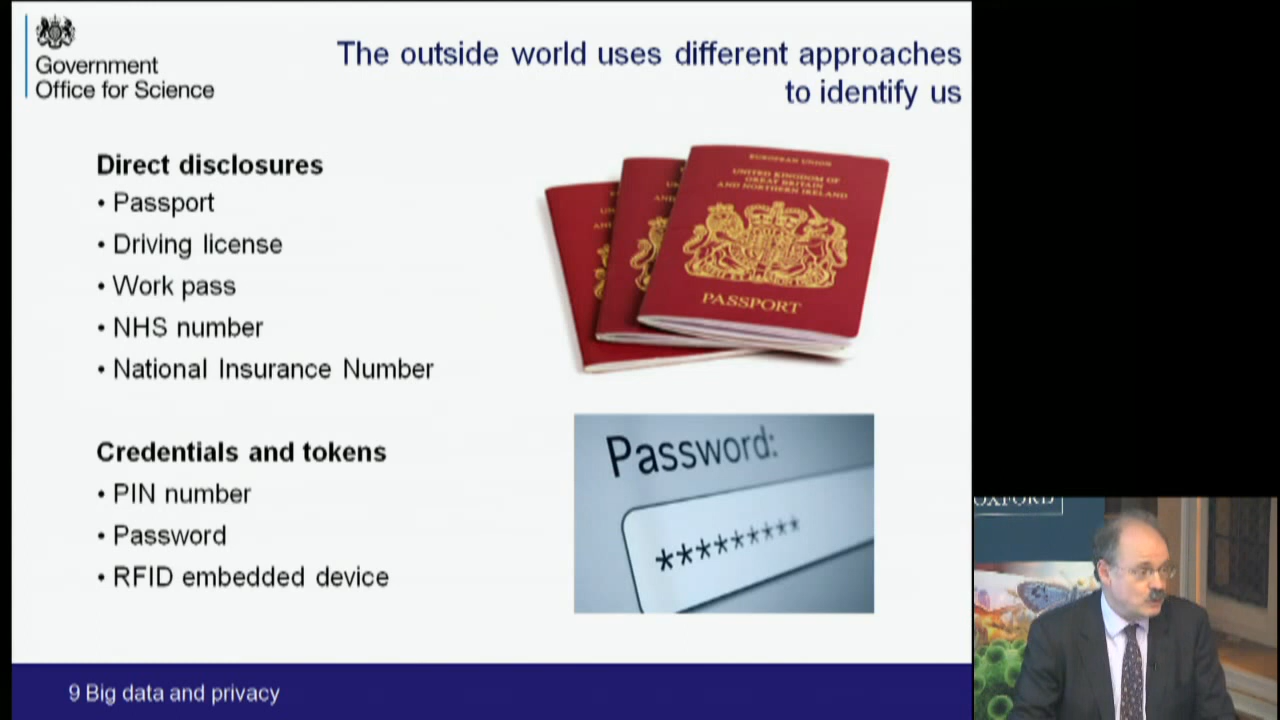 Government
Office for Science
The outside world uses different approaches
to identify us
Direct disclosures
• Passport
• Driving license
• Work pass
• NHS number
• National Insurance Number
EUROPEAN UNION
UNITED KINGDOM OF
GREAT BRITAIN
AND NORTHERN IRELAND
PASSPORT
Credentials and tokens
• PIN number
• Password
• RFID embedded device
Password:
*********
OXFORD
9 Big data and privacy